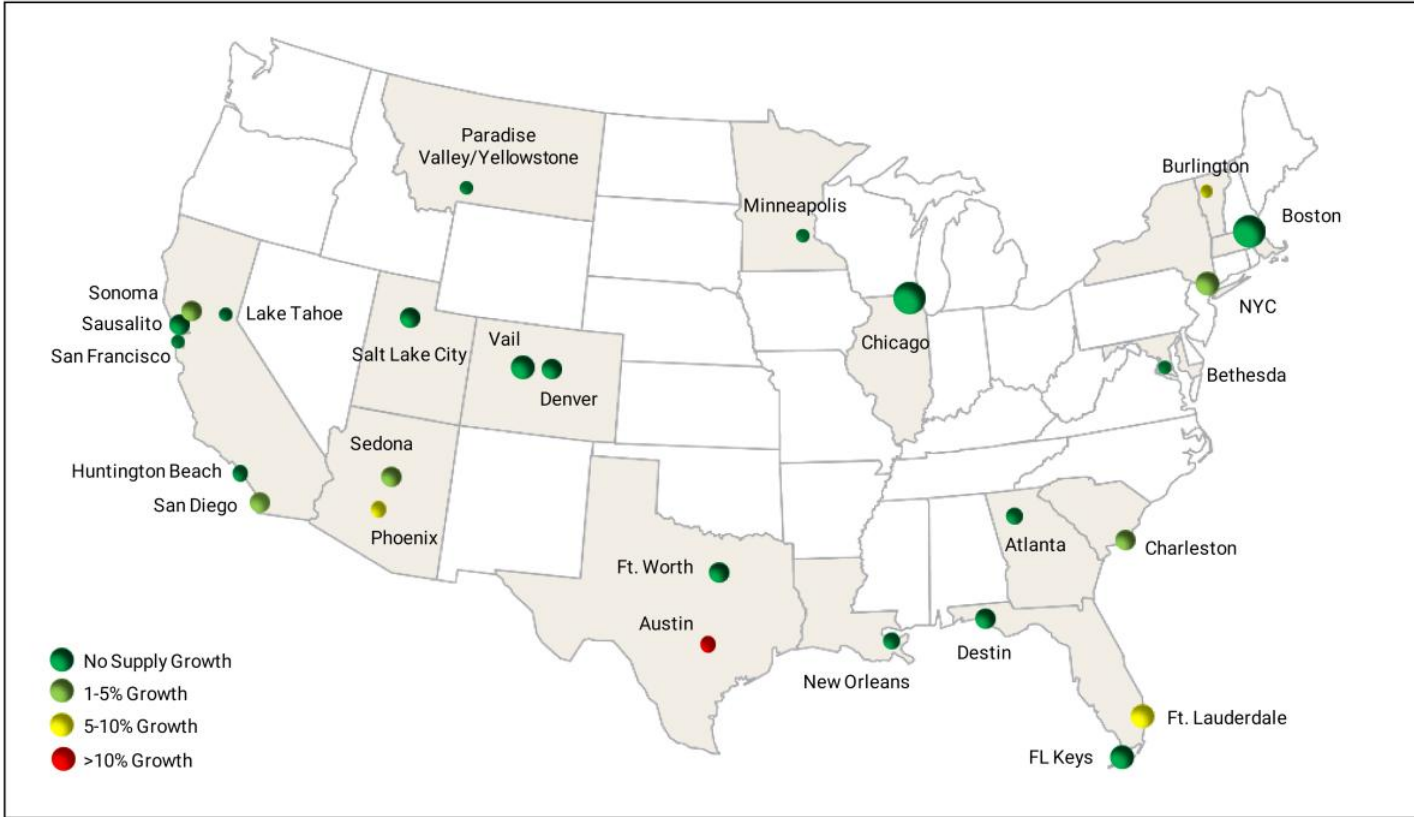 Paradise
Valley/Yellowstone
Minneapolis
Burlington
Boston
Sonoma
Sausalito
San Francisco
Lake Tahoe
Salt Lake City
Vail
Denver
Chicago
NYC
Bethesda
Huntington Beach
San Diego
Sedona
Phoenix
Ft. Worth
Austin
Atlanta
Charleston
New Orleans
Destin
Ft. Lauderdale
FL Keys
No Supply Growth
1-5% Growth
5-10% Growth
>10% Growth